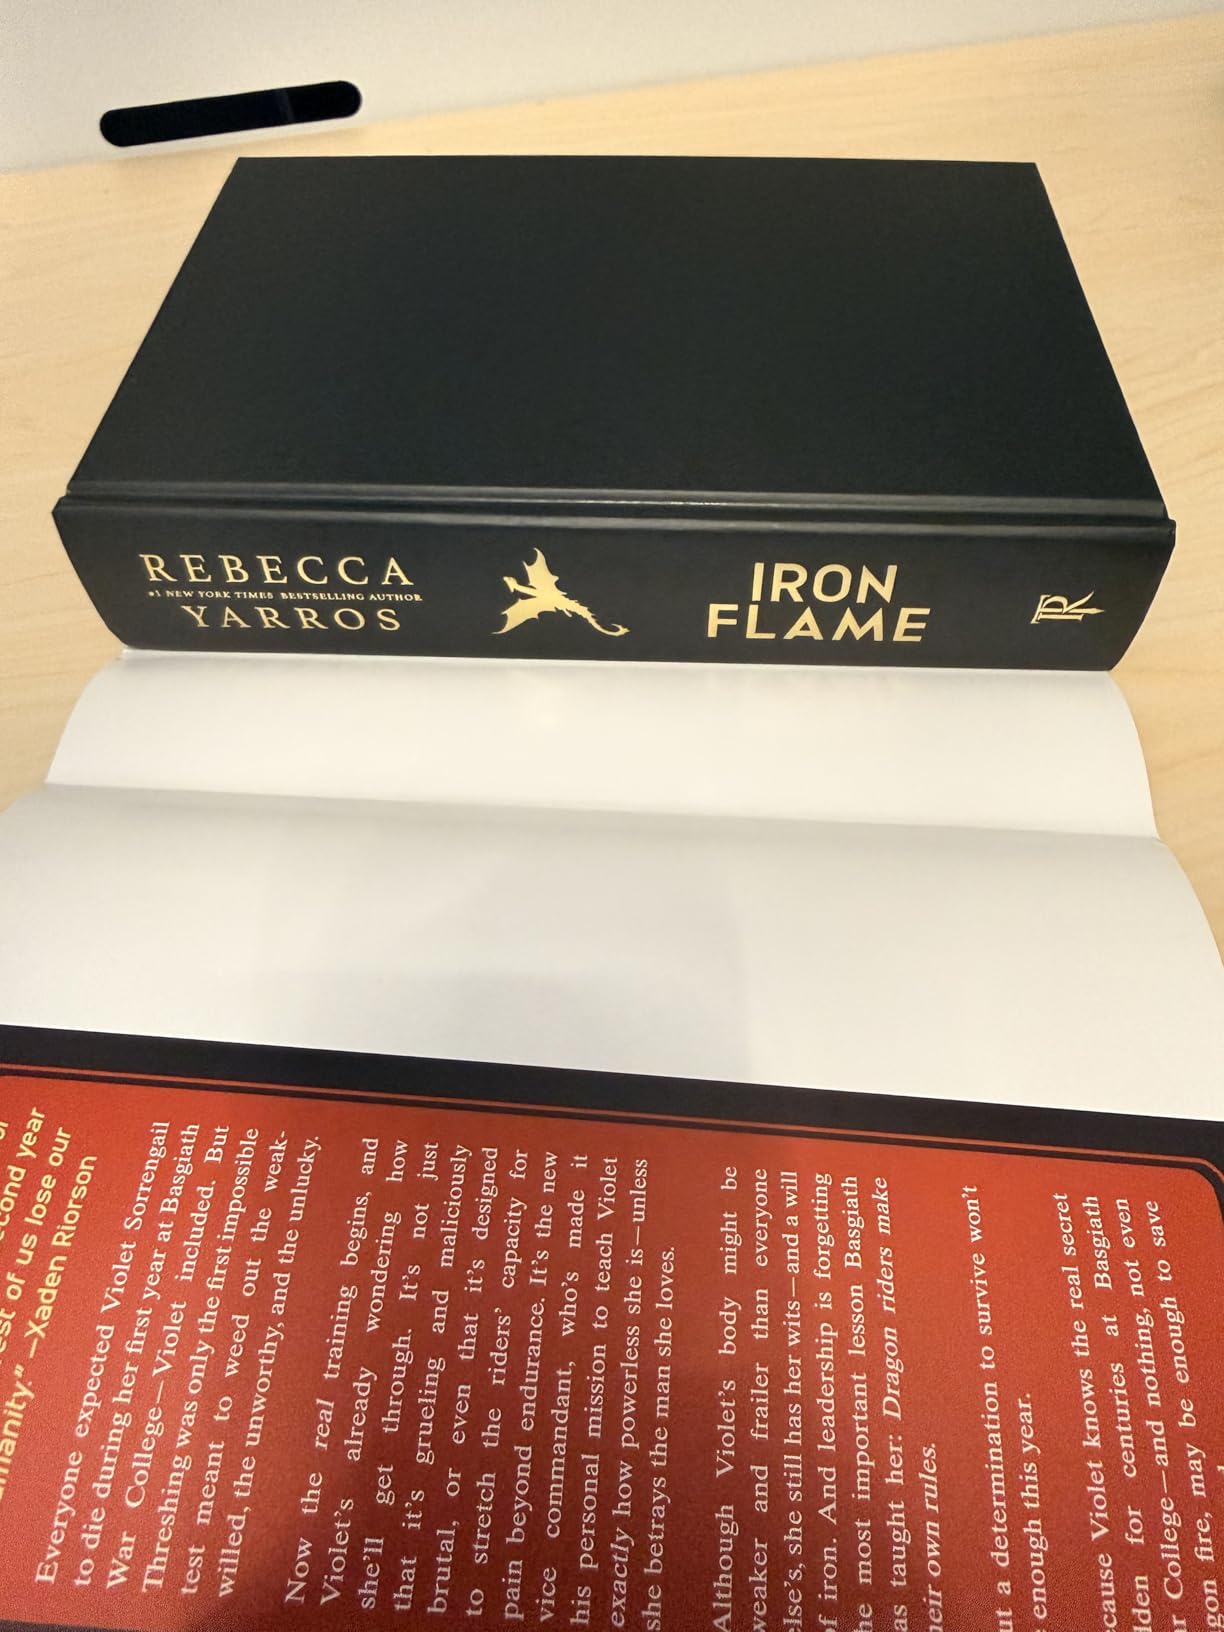 REBECCA
#1 NEW YORK TIMES BESTSELLING AUTHOR
YARROS
IRON
FLAME
second year
rest of us lose our
humanity." —Xaden Riorson
Everyone expected Violet Sorrengail
to die during her first year at Basgiath
War College—Violet included. But
Threshing was only the first impossible
test meant to weed out the weak-
willed, the unworthy, and the unlucky.
Now the real training begins, and
Violet's already wondering how
she'll get through. It's not just
that it's grueling and maliciously
brutal, or even that it's designed
to stretch the riders' capacity for
pain beyond endurance. It's the new
vice commandant, who's made it
his personal mission to teach Violet
exactly how powerless she is—unless
she betrays the man she loves.
Although Violet's body might be
weaker and frailer than everyone
else's, she still has her wits—and a will
of iron. And leadership is forgetting
the most important lesson Basgiath
has taught her: Dragon riders make
their own rules.
but a determination to survive won't
be enough this year.
because Violet knows the real secret
hidden for centuries at Basgiath
War College—and nothing, not even
dragon fire, may be enough to save